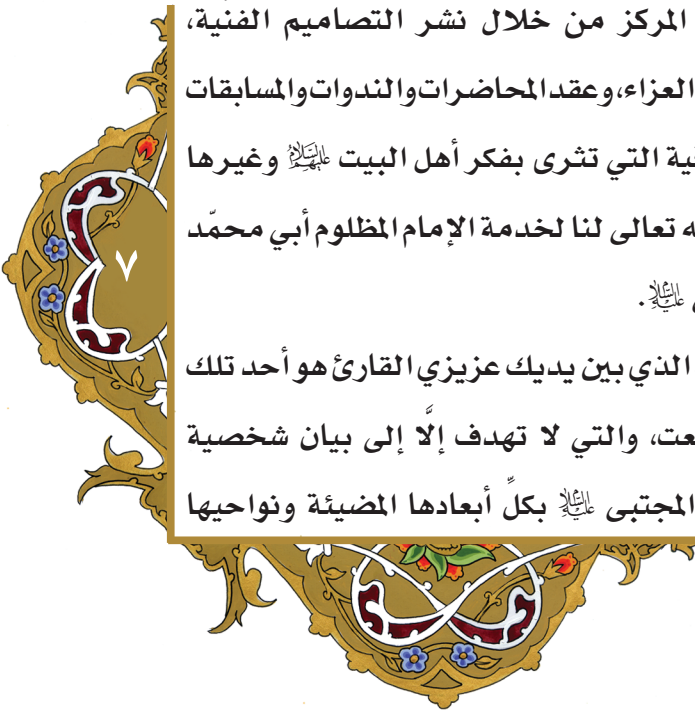 المركز من خلال نشر التصاميم الفنية،
العزاء، وعقد المحاضرات والندوات والمسابقات
التي تثرى بفكر أهل البيت عليهم السلام وغيرها
تعالى لنا لخدمة الإمام المظلوم أبي محمّد
عليه السلام.
الذي بين يديك عزيزي القارئ هو أحد تلك
والتي لا تهدف إلَّا إلى بيان شخصية
المجتبى عليه السلام بكلِّ أبعادها المضيئة ونواحيها
٧